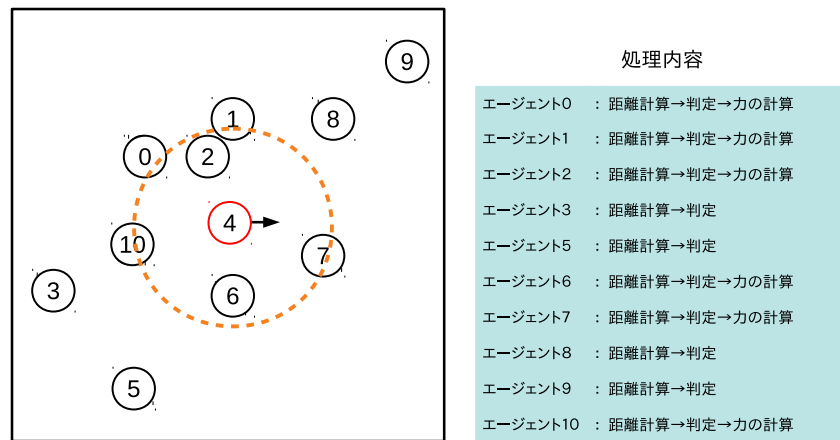 9
1
8
0
2
4
10
7
3
6
5
処理内容
エージェント0 : 距離計算→判定→力の計算
エージェント1 : 距離計算→判定→力の計算
エージェント2 : 距離計算→判定→力の計算
エージェント3 : 距離計算→判定
エージェント5 : 距離計算→判定
エージェント6 : 距離計算→判定→力の計算
エージェント7 : 距離計算→判定→力の計算
エージェント8 : 距離計算→判定
エージェント9 : 距離計算→判定
エージェント10 : 距離計算→判定→力の計算